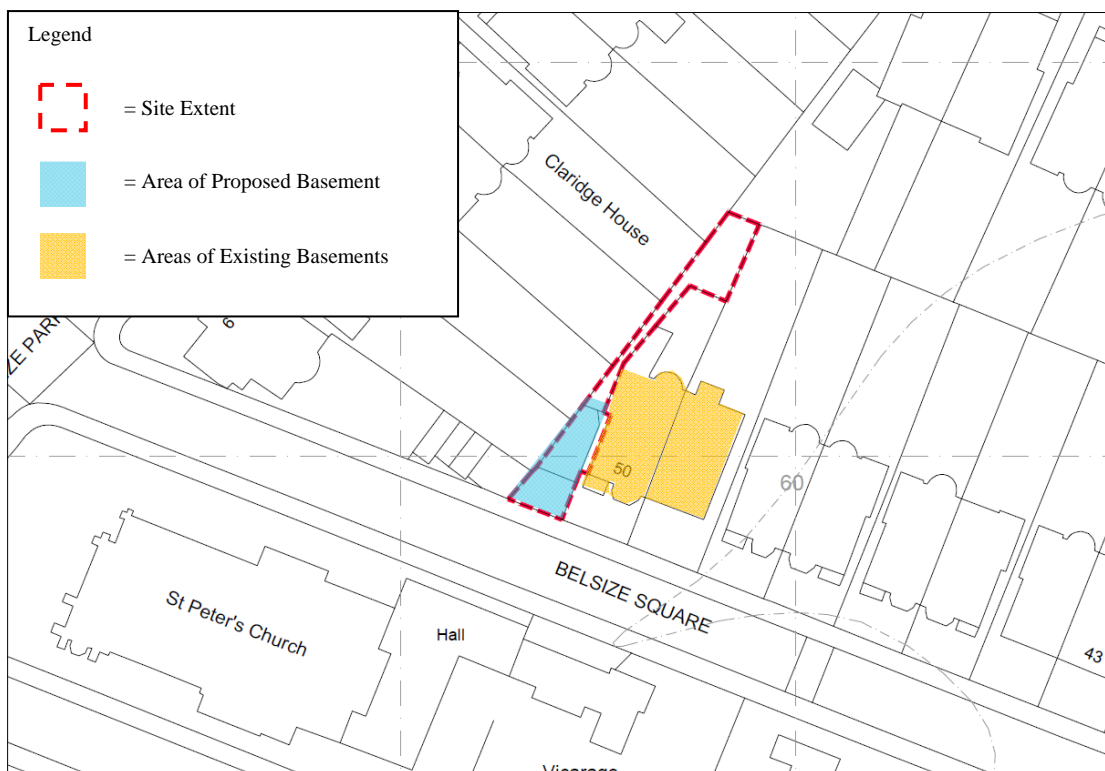 Legend
= Site Extent
= Area of Proposed Basement
= Areas of Existing Basements
Claridge House
6
50
60
BELSIZE SQUARE
St Peter's Church
Hall
43